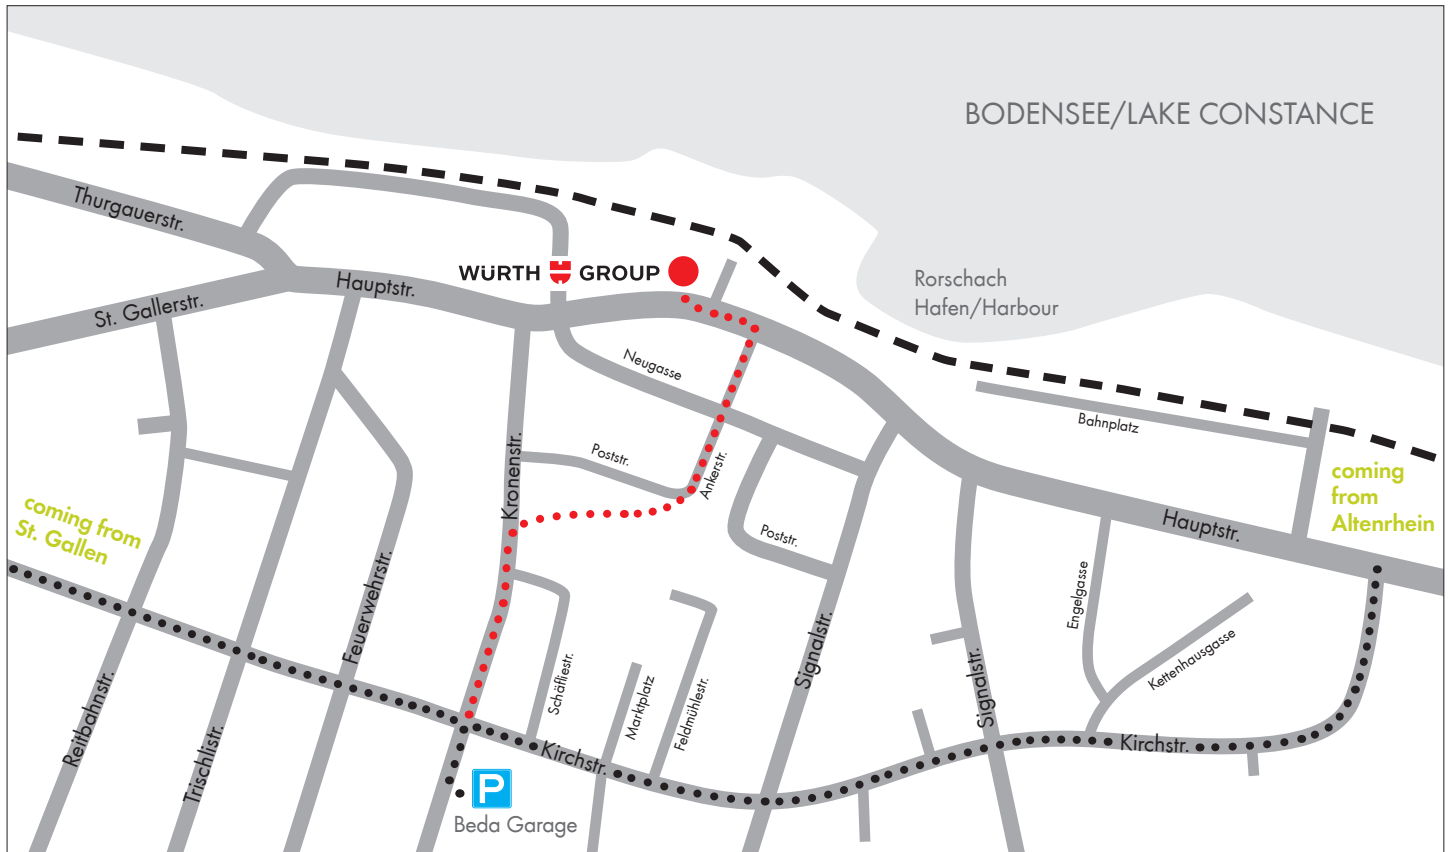 BODENSEE/LAKE CONSTANCE
Thurgauerstr.
WÜRTH GROUP
Rorschach
Hafen/Harbour
Hauptstr.
St. Gallerstr.
Neugasse
Bahnplatz
Kronenstr.
Poststr.
Ankerstr.
coming
from
Altenrhein
coming from
St. Gallen
Hauptstr.
Poststr.
Feuerwehrstr.
Engelgasse
Signalstr.
Kettenhausgasse
Schäfliestr.
Marktplatz
Feldmühlestr.
Signalstr.
Reitbahnstr.
Trischlistr.
Kirchstr.
Kirchstr.
P
Beda Garage